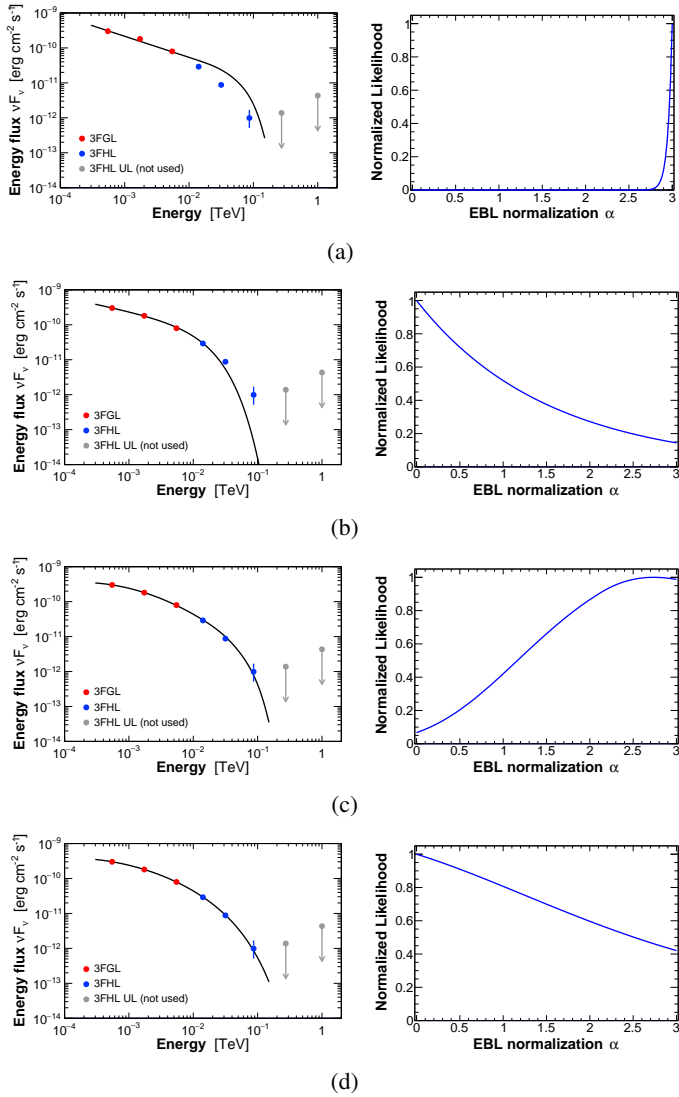 Energy flux νFν [erg cm⁻² s⁻¹]
10⁻⁹
10⁻¹⁰
10⁻¹¹
10⁻¹²
10⁻¹³
10⁻¹⁴
3FGL
3FHL
3FHL UL (not used)
10⁻⁴ 10⁻³ 10⁻² 10⁻¹ 1
Energy [TeV]
Normalized Likelihood
1
0.8
0.6
0.4
0.2
0
0 0.5 1 1.5 2 2.5 3
EBL normalization α
(a)
Energy flux νFν [erg cm⁻² s⁻¹]
10⁻⁹
10⁻¹⁰
10⁻¹¹
10⁻¹²
10⁻¹³
10⁻¹⁴
3FGL
3FHL
3FHL UL (not used)
10⁻⁴ 10⁻³ 10⁻² 10⁻¹ 1
Energy [TeV]
Normalized Likelihood
1
0.8
0.6
0.4
0.2
0
0 0.5 1 1.5 2 2.5 3
EBL normalization α
(b)
Energy flux νFν [erg cm⁻² s⁻¹]
10⁻⁹
10⁻¹⁰
10⁻¹¹
10⁻¹²
10⁻¹³
10⁻¹⁴
3FGL
3FHL
3FHL UL (not used)
10⁻⁴ 10⁻³ 10⁻² 10⁻¹ 1
Energy [TeV]
Normalized Likelihood
1
0.8
0.6
0.4
0.2
0
0 0.5 1 1.5 2 2.5 3
EBL normalization α
(c)
Energy flux νFν [erg cm⁻² s⁻¹]
10⁻⁹
10⁻¹⁰
10⁻¹¹
10⁻¹²
10⁻¹³
10⁻¹⁴
3FGL
3FHL
3FHL UL (not used)
10⁻⁴ 10⁻³ 10⁻² 10⁻¹ 1
Energy [TeV]
Normalized Likelihood
1
0.8
0.6
0.4
0.2
0
0 0.5 1 1.5 2 2.5 3
EBL normalization α
(d)